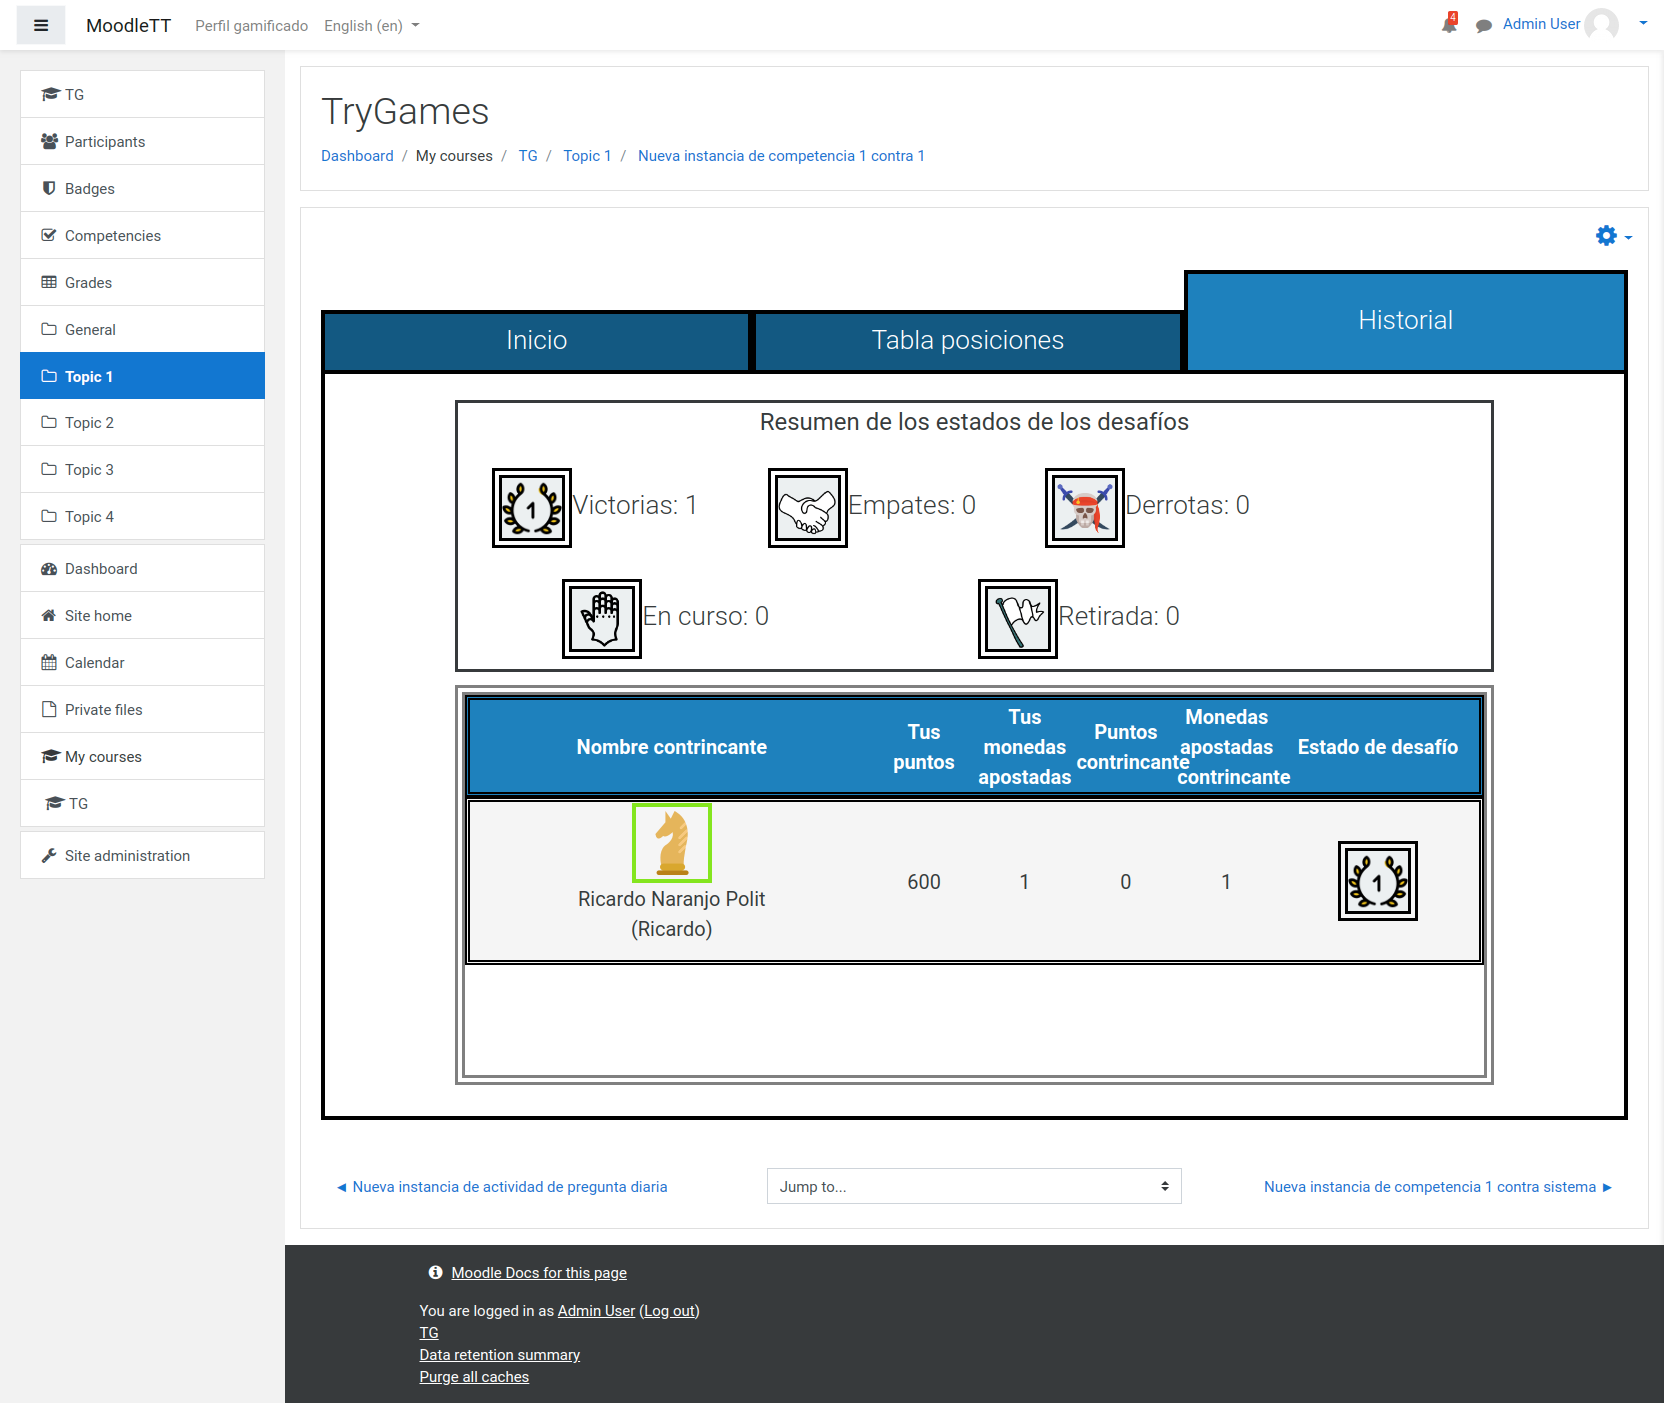 MoodleTT Perfil gamificado English (en) 4 Admin User
TG
Participants
Badges
Competencies
Grades
General
Topic 1
Topic 2
Topic 3
Topic 4
Dashboard
Site home
Calendar
Private files
My courses
TG
Site administration
TryGames
Dashboard / My courses / TG / Topic 1 / Nueva instancia de competencia 1 contra 1
Inicio
Tabla posiciones
Historial
Resumen de los estados de los desafíos
1 Victorias: 1
Empates: 0
Derrotas: 0
En curso: 0
Retirada: 0
Nombre contrincante
Tus
puntos
Tus
monedas
apostadas
Puntos
contrincante
Monedas
apostadas
contrincante
Estado de desafío
Ricardo Naranjo Polit
(Ricardo)
600
1
0
1
1
◄ Nueva instancia de actividad de pregunta diaria
Jump to...
Nueva instancia de competencia 1 contra sistema ►
Moodle Docs for this page
You are logged in as Admin User (Log out)
TG
Data retention summary
Purge all caches